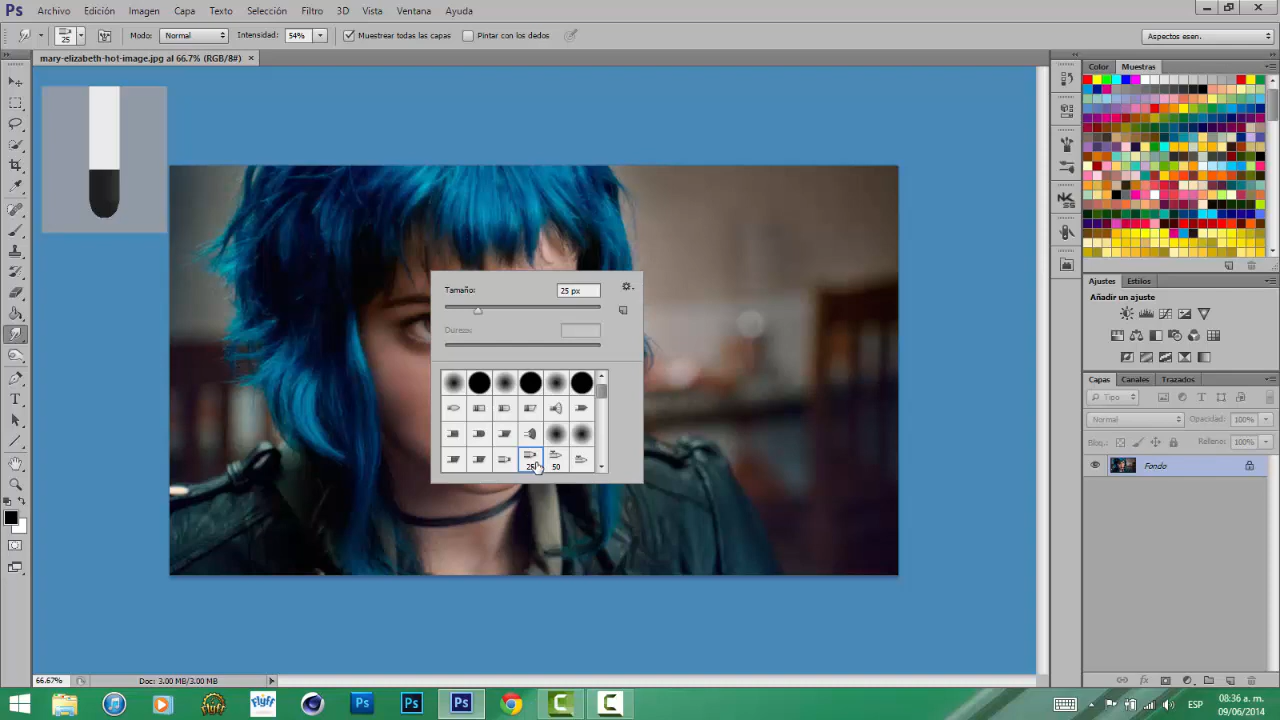 Ps Archivo Edición Imagen Capa Texto Selección Filtro 3D Vista Ventana Ayuda
25 Modo: Normal Intensidad: 54% Muestrear todas las capas Pintar con los dedos Aspectos esen.
mary-elizabeth-hot-image.jpg al 66.7% (RGB/8#) ×
Color Muestras
Tamaño: 25 px
Dureza:
25 50
Ajustes Estilos
Añadir un ajuste
Capas Canales Trazados
Tipo
Normal Opacidad: 100%
Bloq.: Relleno: 100%
Fondo
66.67% Doc: 3.00 MB/3.00 MB
Flyff Ps Ps Ps ESP 08:36 a. m.
09/06/2014